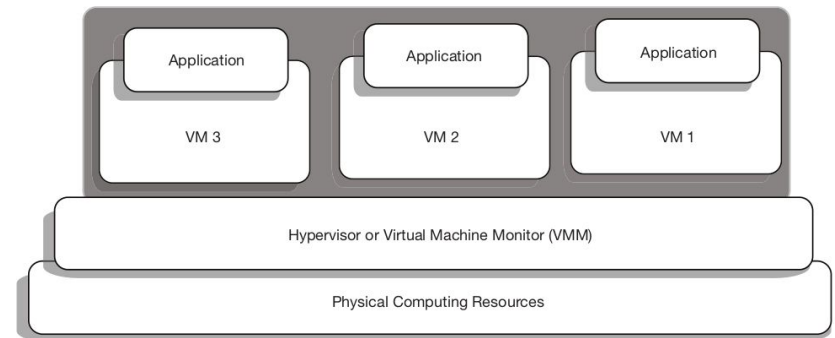 Application
Application
Application
VM 3
VM 2
VM 1
Hypervisor or Virtual Machine Monitor (VMM)
Physical Computing Resources